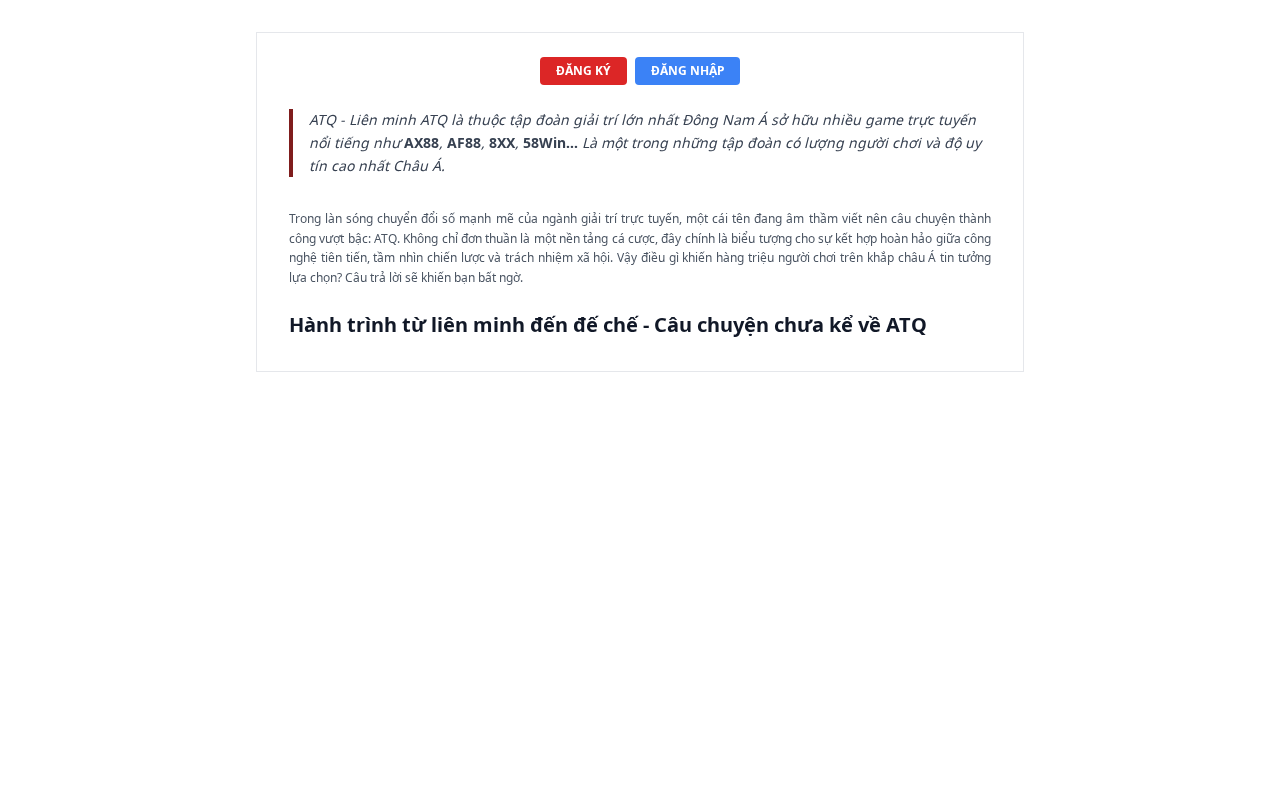 ĐĂNG KÝ ĐĂNG NHẬP
ATQ - Liên minh ATQ là thuộc tập đoàn giải trí lớn nhất Đông Nam Á sở hữu nhiều game trực tuyến
nổi tiếng như AX88, AF88, 8XX, 58Win... Là một trong những tập đoàn có lượng người chơi và độ uy
tín cao nhất Châu Á.
Trong làn sóng chuyển đổi số mạnh mẽ của ngành giải trí trực tuyến, một cái tên đang âm thầm viết nên câu chuyện thành
công vượt bậc: ATQ. Không chỉ đơn thuần là một nền tảng cá cược, đây chính là biểu tượng cho sự kết hợp hoàn hảo giữa công
nghệ tiên tiến, tầm nhìn chiến lược và trách nhiệm xã hội. Vậy điều gì khiến hàng triệu người chơi trên khắp châu Á tin tưởng
lựa chọn? Câu trả lời sẽ khiến bạn bất ngờ.
Hành trình từ liên minh đến đế chế - Câu chuyện chưa kể về ATQ